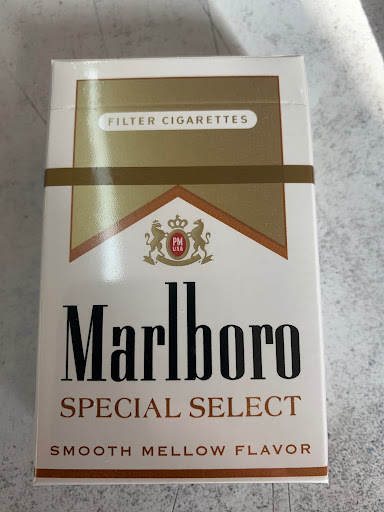 FILTER CIGARETTES
PM
USA
Marlboro
SPECIAL SELECT
SMOOTH MELLOW FLAVOR